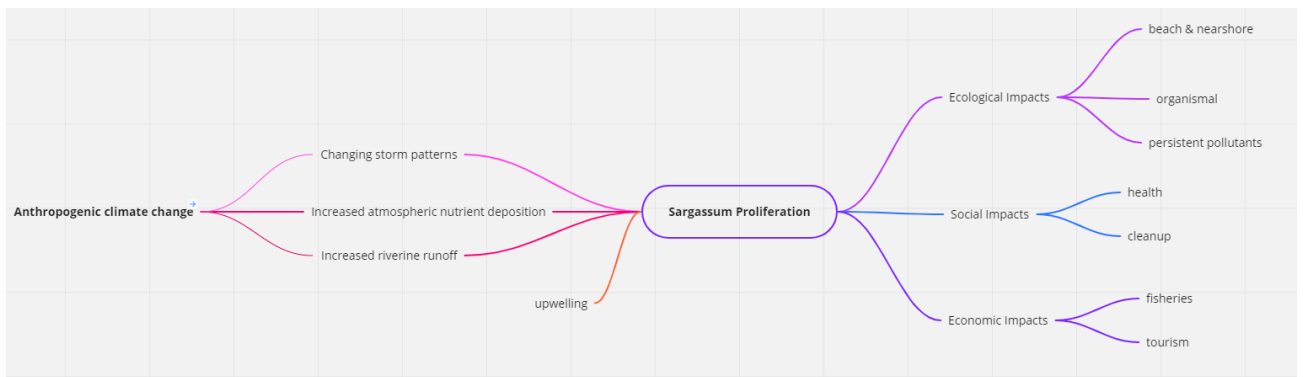 Anthropogenic climate change
Changing storm patterns
Increased atmospheric nutrient deposition
Increased riverine runoff
upwelling
Sargassum Proliferation
Ecological Impacts
beach & nearshore
organismal
persistent pollutants
Social Impacts
health
cleanup
Economic Impacts
fisheries
tourism